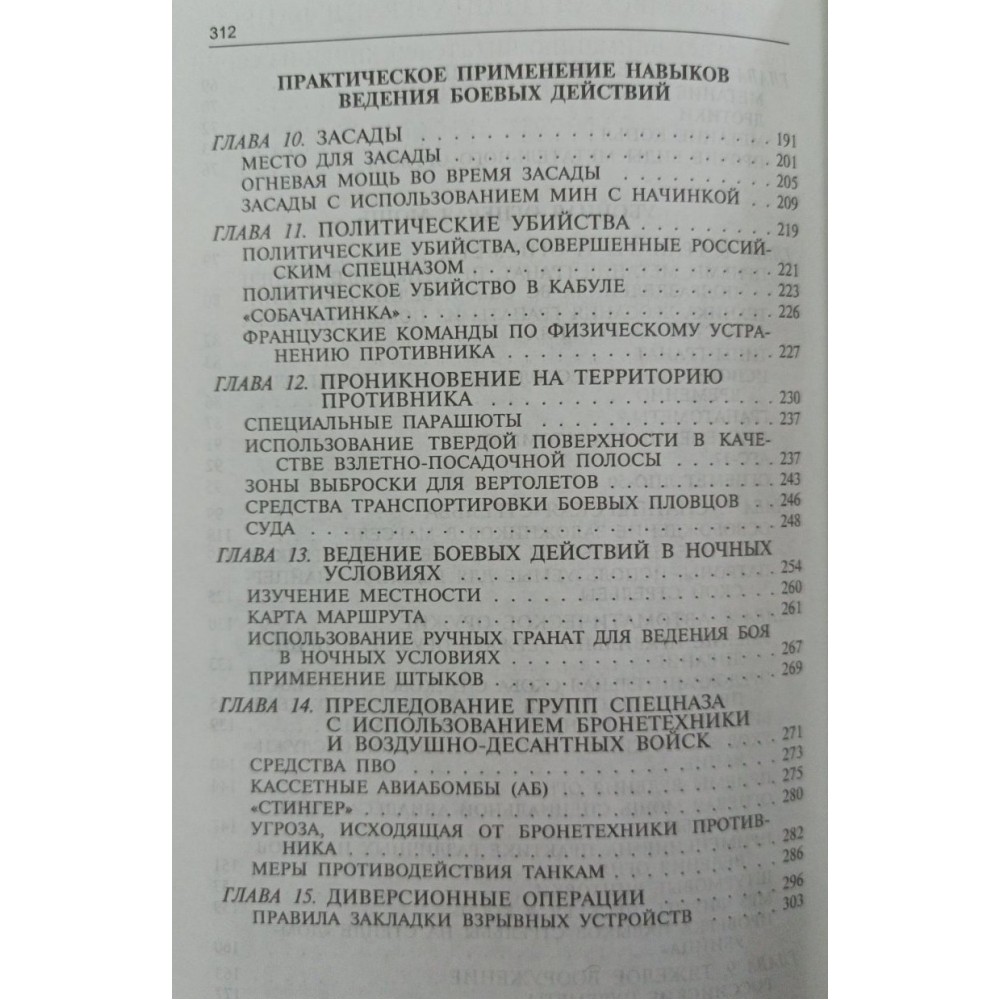 312
ПРАКТИЧЕСКОЕ ПРИМЕНЕНИЕ НАВЫКОВ
ВЕДЕНИЯ БОЕВЫХ ДЕЙСТВИЙ
ГЛАВА 10. ЗАСАДЫ . . . . . . . . . . . . . . . . . . . 191
МЕСТО ДЛЯ ЗАСАДЫ . . . . . . . . . . . . . . . . . 201
ОГНЕВАЯ МОЩЬ ВО ВРЕМЯ ЗАСАДЫ . . . . . . . . . 205
ЗАСАДЫ С ИСПОЛЬЗОВАНИЕМ МИН С НАЧИНКОЙ . . 209
ГЛАВА 11. ПОЛИТИЧЕСКИЕ УБИЙСТВА . . . . . . . . . 219
ПОЛИТИЧЕСКИЕ УБИЙСТВА, СОВЕРШЕННЫЕ РОССИЙ-
СКИМ СПЕЦНАЗОМ . . . . . . . . . . . . . . . . 221
ПОЛИТИЧЕСКОЕ УБИЙСТВО В КАБУЛЕ . . . . . . . . 223
«СОБАЧАТИНКА» . . . . . . . . . . . . . . . . . . . . 226
ФРАНЦУЗСКИЕ КОМАНДЫ ПО ФИЗИЧЕСКОМУ УСТРА-
НЕНИЮ ПРОТИВНИКА . . . . . . . . . . . . . . . 227
ГЛАВА 12. ПРОНИКНОВЕНИЕ НА ТЕРРИТОРИЮ
ПРОТИВНИКА . . . . . . . . . . . . . . . . . 230
СПЕЦИАЛЬНЫЕ ПАРАШЮТЫ . . . . . . . . . . . . . . 237
ИСПОЛЬЗОВАНИЕ ТВЕРДОЙ ПОВЕРХНОСТИ В КАЧЕ-
СТВЕ ВЗЛЕТНО-ПОСАДОЧНОЙ ПОЛОСЫ . . . . . . 237
ЗОНЫ ВЫБРОСКИ ДЛЯ ВЕРТОЛЕТОВ . . . . . . . . . 243
СРЕДСТВА ТРАНСПОРТИРОВКИ БОЕВЫХ ПЛОВЦОВ . . 246
СУДА . . . . . . . . . . . . . . . . . . . . . . . . . . 248
ГЛАВА 13. ВЕДЕНИЕ БОЕВЫХ ДЕЙСТВИЙ В НОЧНЫХ
УСЛОВИЯХ . . . . . . . . . . . . . . . . . . . 254
ИЗУЧЕНИЕ МЕСТНОСТИ . . . . . . . . . . . . . . . . 260
КАРТА МАРШРУТА . . . . . . . . . . . . . . . . . . . 261
ИСПОЛЬЗОВАНИЕ РУЧНЫХ ГРАНАТ ДЛЯ ВЕДЕНИЯ БОЯ
В НОЧНЫХ УСЛОВИЯХ . . . . . . . . . . . . . . . 267
ПРИМЕНЕНИЕ ШТЫКОВ . . . . . . . . . . . . . . . . 269
ГЛАВА 14. ПРЕСЛЕДОВАНИЕ ГРУПП СПЕЦНАЗА
С ИСПОЛЬЗОВАНИЕМ БРОНЕТЕХНИКИ
И ВОЗДУШНО-ДЕСАНТНЫХ ВОЙСК . . . . 271
СРЕДСТВА ПВО . . . . . . . . . . . . . . . . . . . . 273
КАССЕТНЫЕ АВИАБОМБЫ (АБ) . . . . . . . . . . . . 275
«СТИНГЕР» . . . . . . . . . . . . . . . . . . . . . . . 280
УГРОЗА, ИСХОДЯЩАЯ ОТ БРОНЕТЕХНИКИ ПРОТИВ-
НИКА . . . . . . . . . . . . . . . . . . . . . . . 282
МЕРЫ ПРОТИВОДЕЙСТВИЯ ТАНКАМ . . . . . . . . . 286
ГЛАВА 15. ДИВЕРСИОННЫЕ ОПЕРАЦИИ . . . . . . . . 296
ПРАВИЛА ЗАКЛАДКИ ВЗРЫВНЫХ УСТРОЙСТВ . . . . . 303